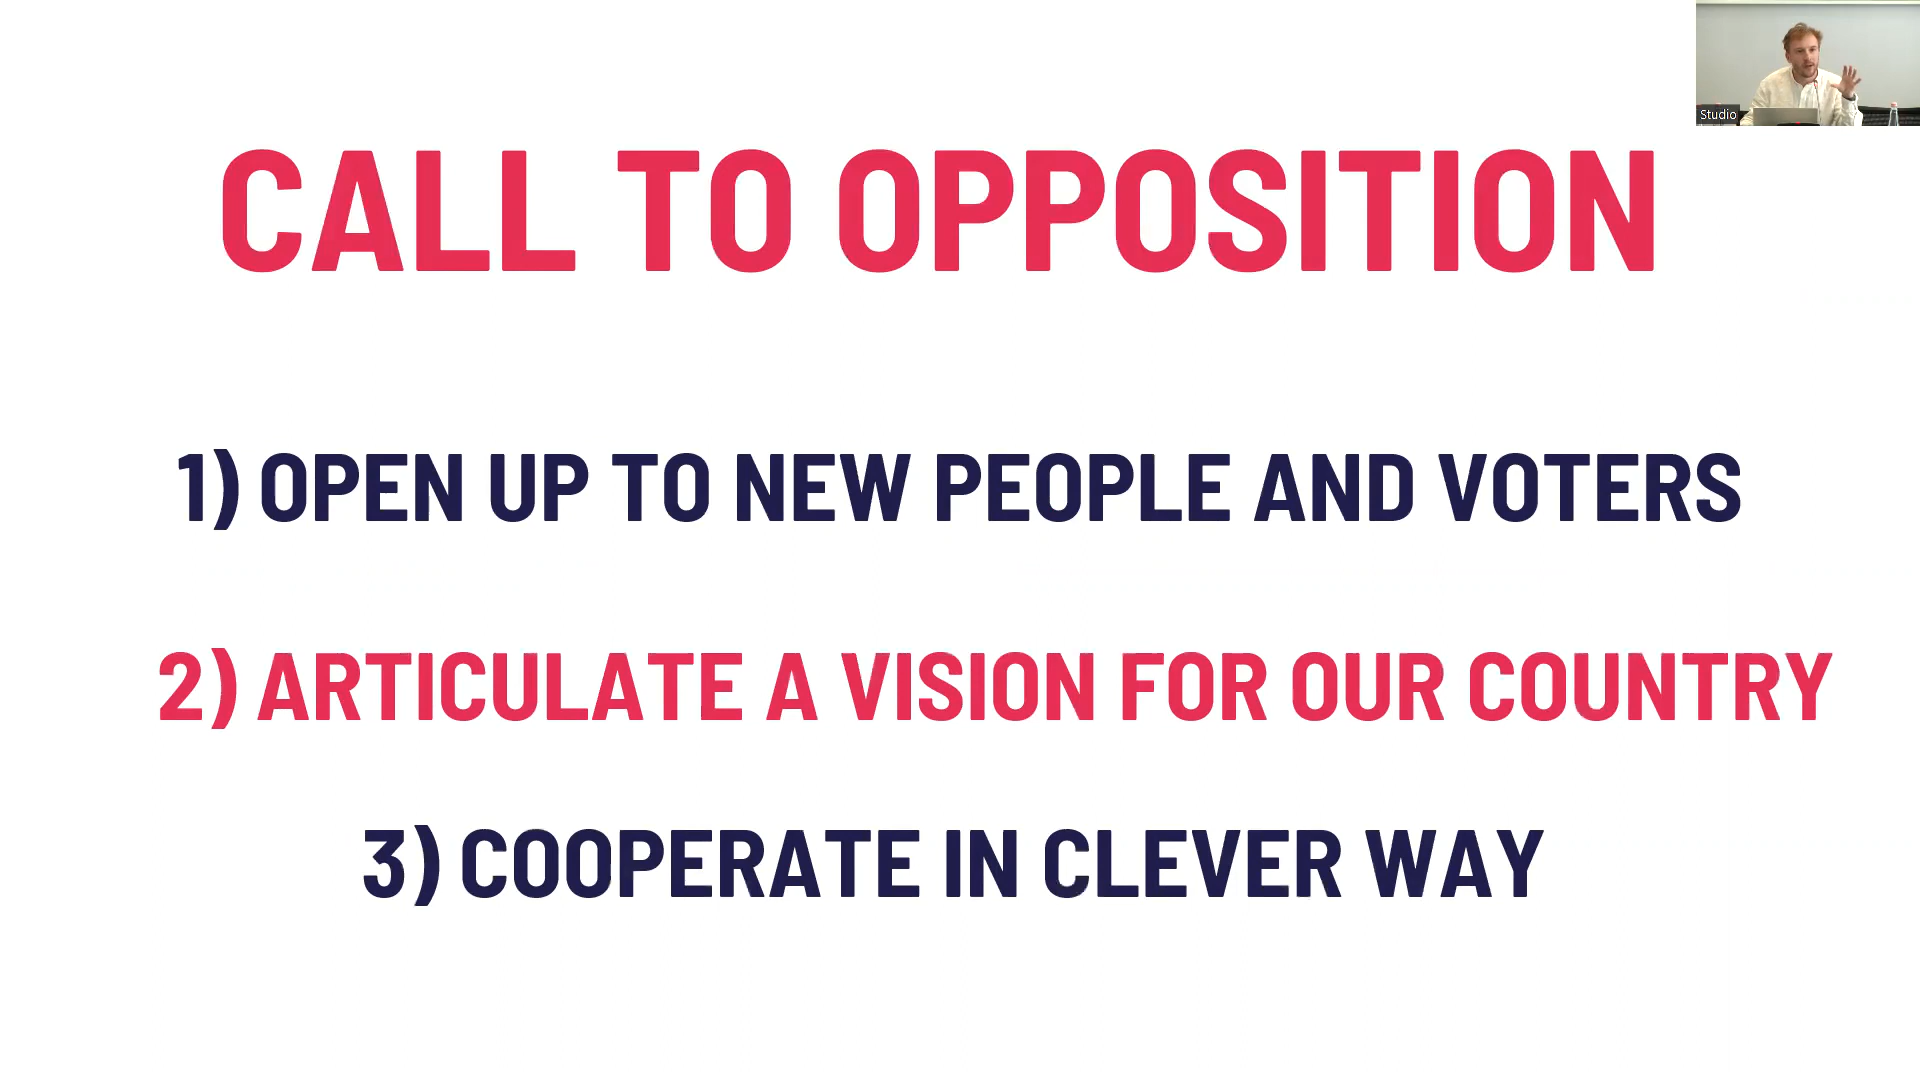 Studio
CALL TO OPPOSITION
1) OPEN UP TO NEW PEOPLE AND VOTERS
2) ARTICULATE A VISION FOR OUR COUNTRY
3) COOPERATE IN CLEVER WAY